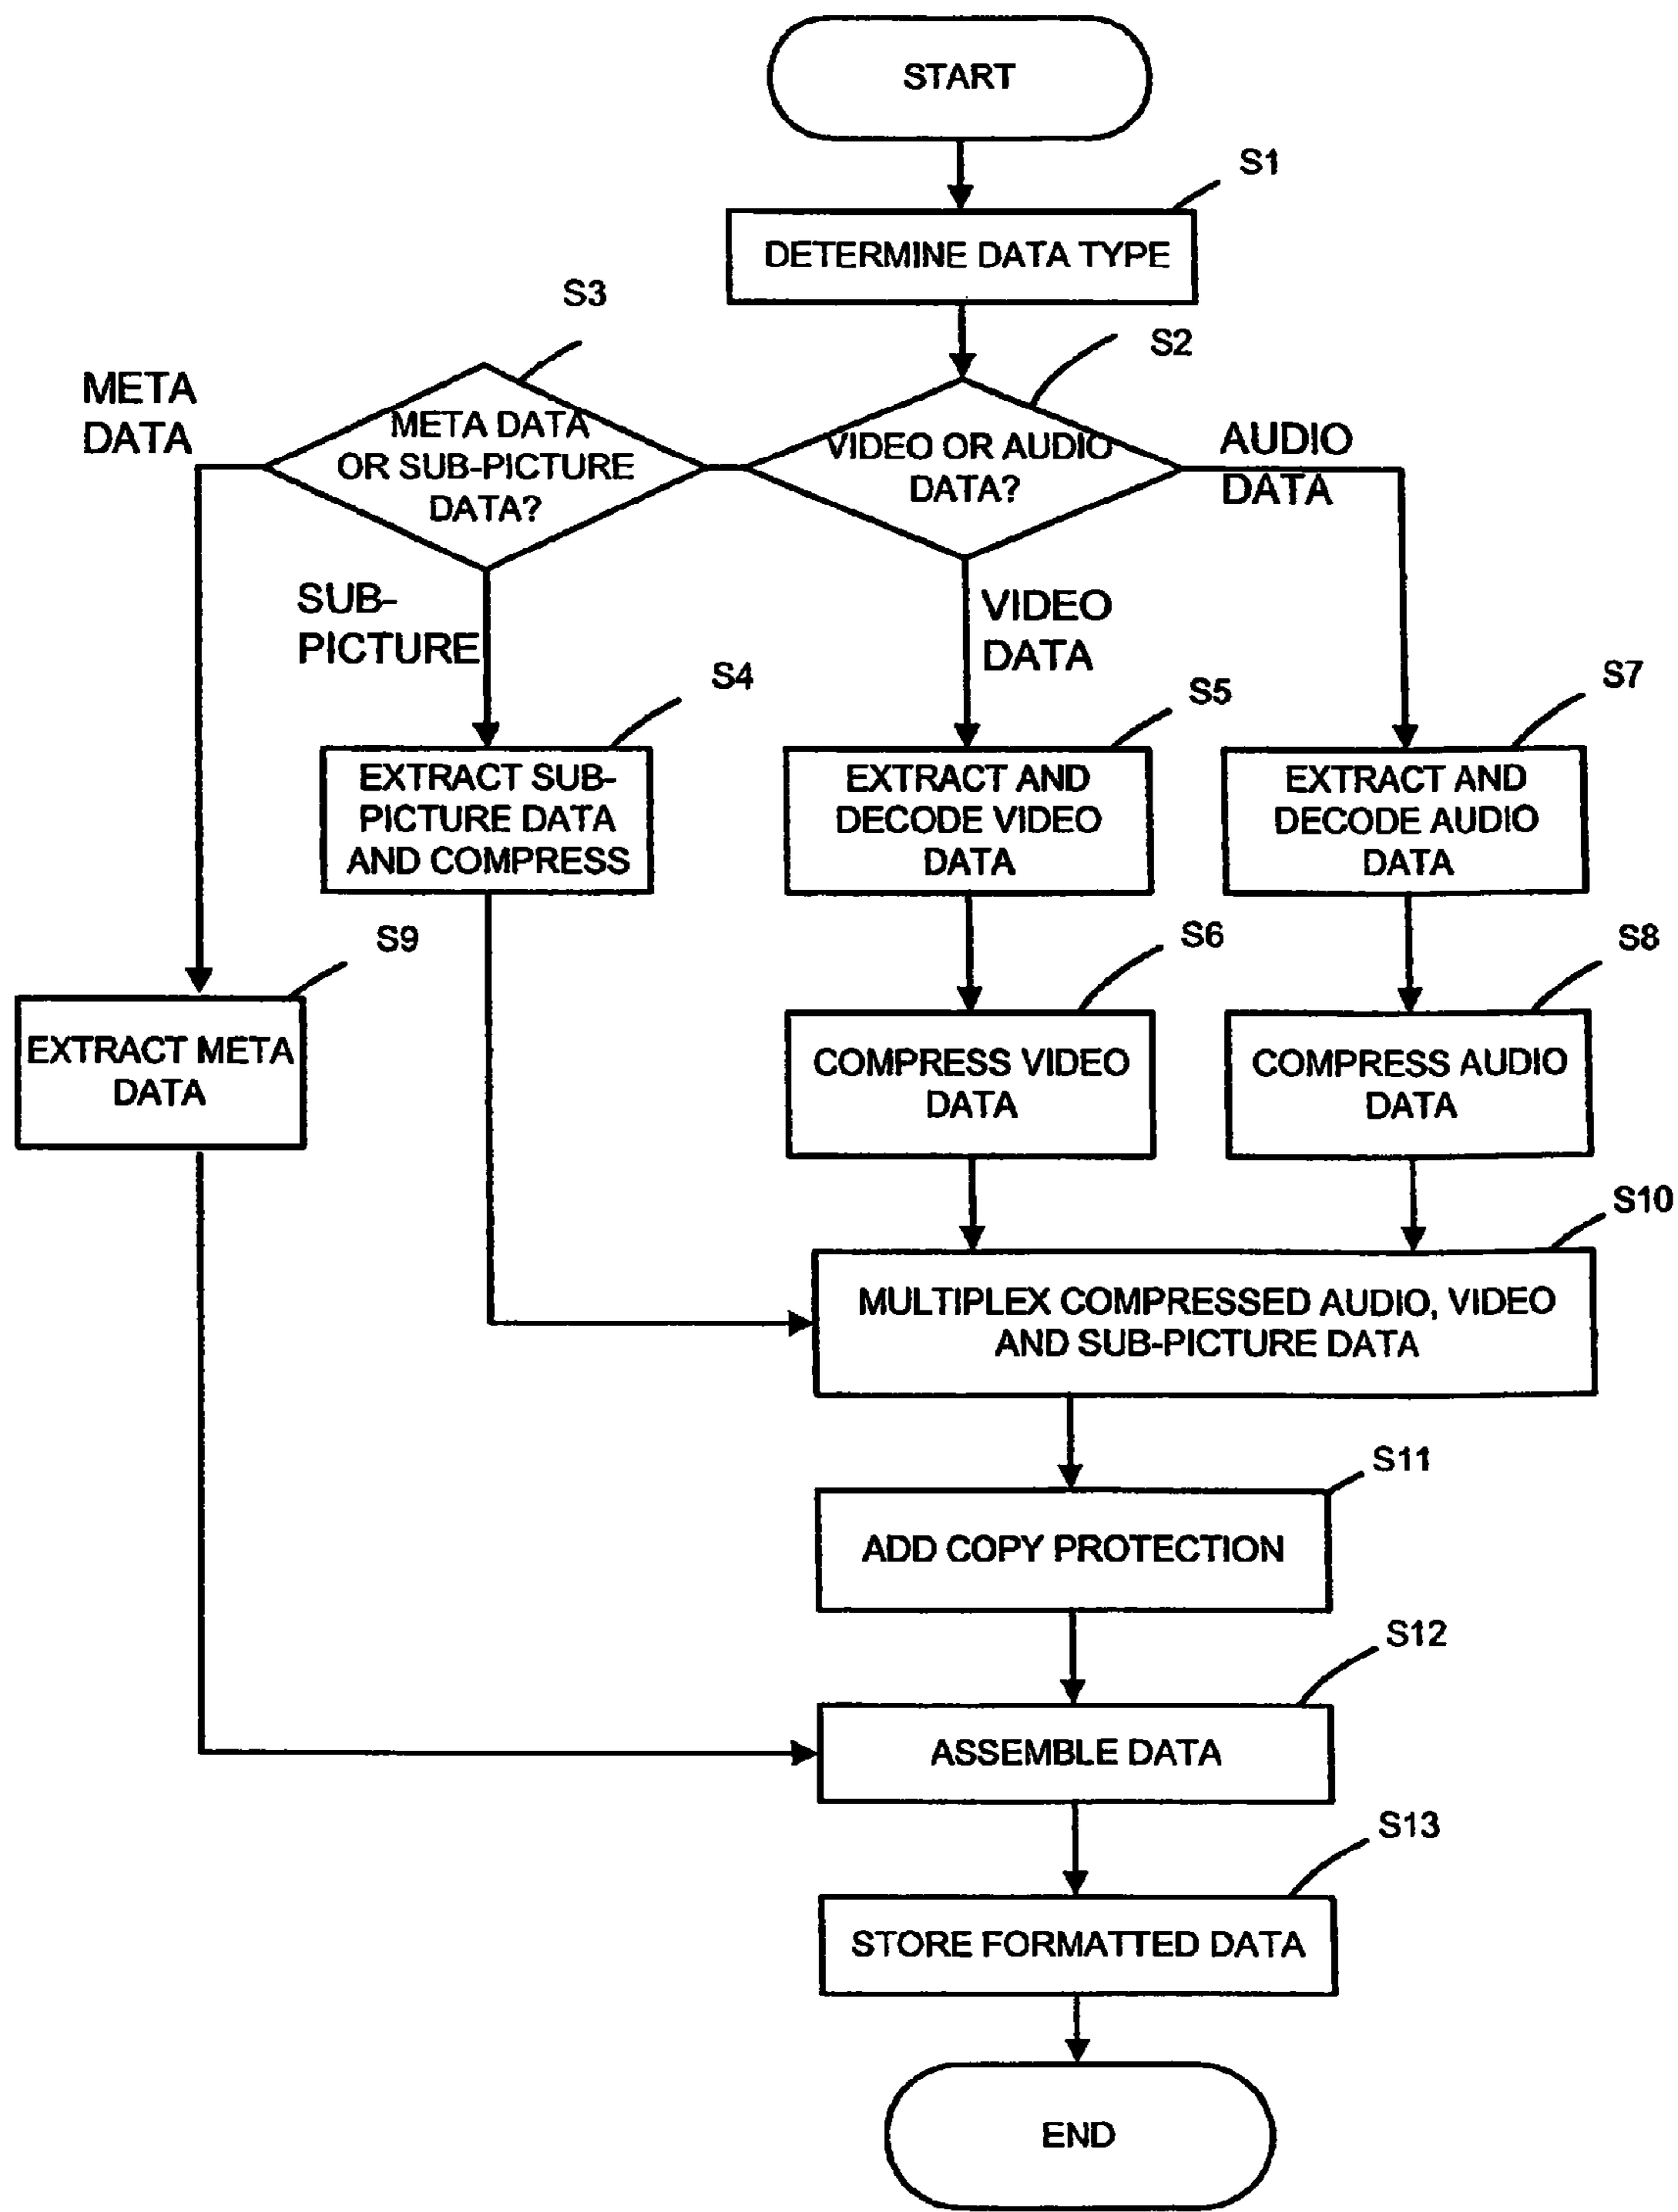 START
S1
DETERMINE DATA TYPE
S3
S2
META
DATA
META DATA
OR SUB-PICTURE
DATA?
VIDEO OR AUDIO
DATA?
AUDIO
DATA
SUB-
PICTURE
VIDEO
DATA
S4
S5
S7
EXTRACT SUB-
PICTURE DATA
AND COMPRESS
EXTRACT AND
DECODE VIDEO
DATA
EXTRACT AND
DECODE AUDIO
DATA
S9
S6
S8
EXTRACT META
DATA
COMPRESS VIDEO
DATA
COMPRESS AUDIO
DATA
S10
MULTIPLEX COMPRESSED AUDIO, VIDEO
AND SUB-PICTURE DATA
S11
ADD COPY PROTECTION
S12
ASSEMBLE DATA
S13
STORE FORMATTED DATA
END